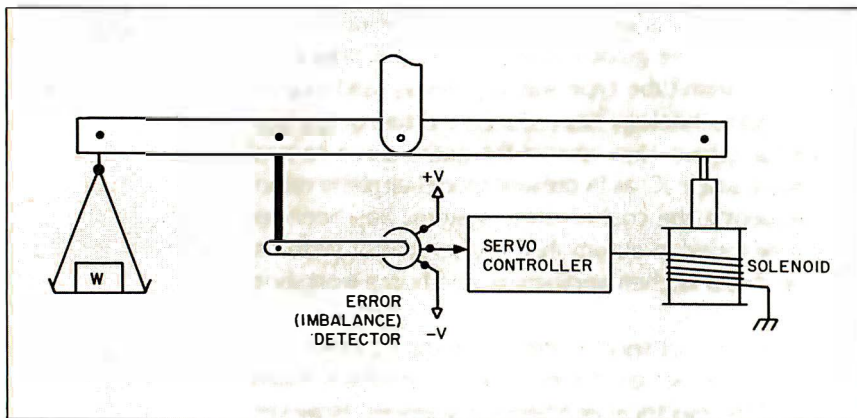 +V
SERVO
CONTROLLER
SOLENOID
W
ERROR
(IMBALANCE)
DETECTOR
-V